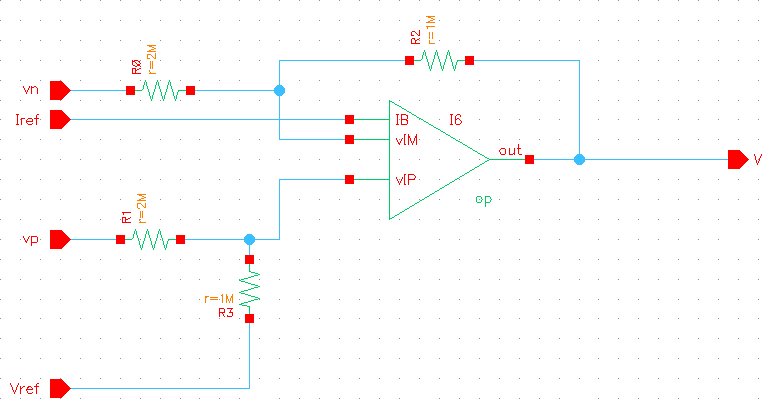 R2
r=1M
R0
r=2M
vn
Iref
IB
I6
vIM
out
V
vIP
op
R1
r=2M
vp
r=1M
R3
Vref